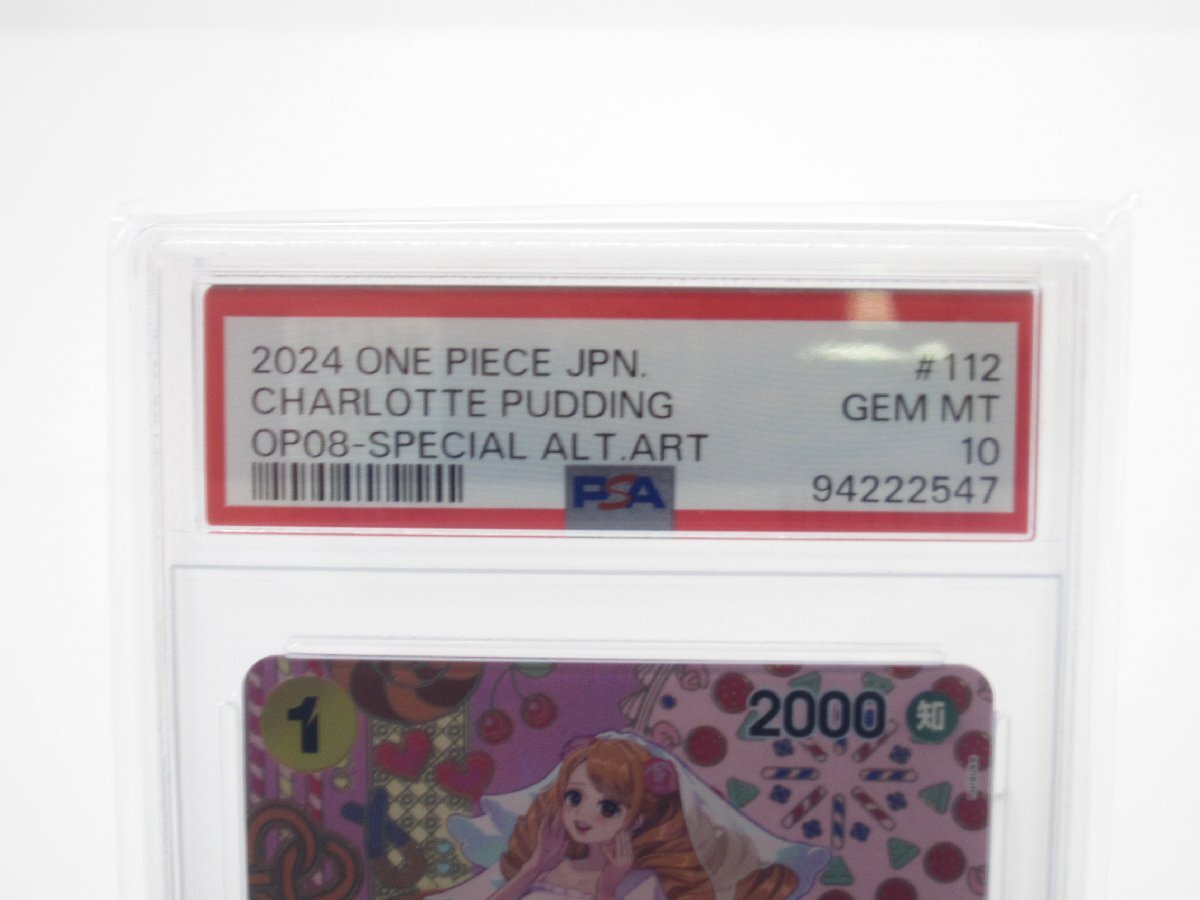 2024 ONE PIECE JPN. #112
CHARLOTTE PUDDING GEM MT
OP08-SPECIAL ALT.ART 10
PSA 94222547
1 2000 知